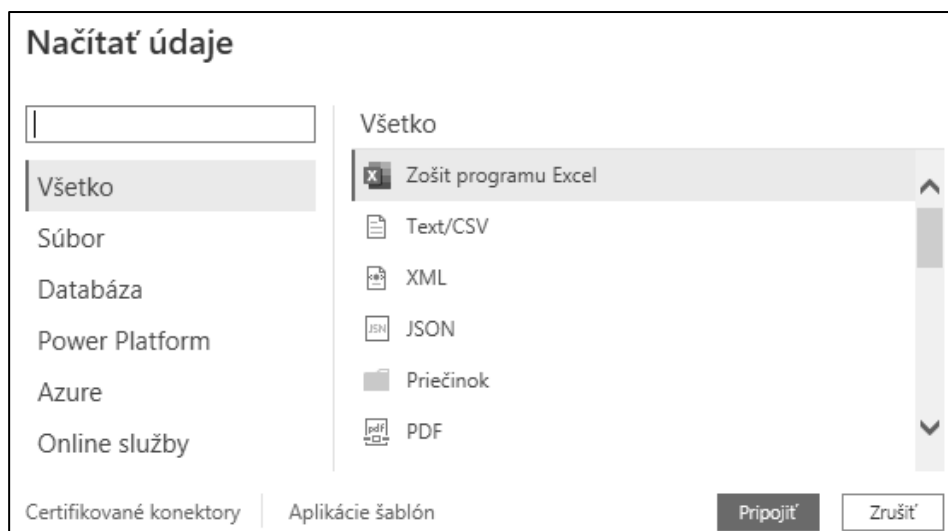 Načítať údaje
Všetko
Súbor
Databáza
Power Platform
Azure
Online služby
Všetko
Zošit programu Excel
Text/CSV
XML
JSON
Priečinok
PDF
Certifikované konektory
Aplikácie šablón
Pripojiť
Zrušiť